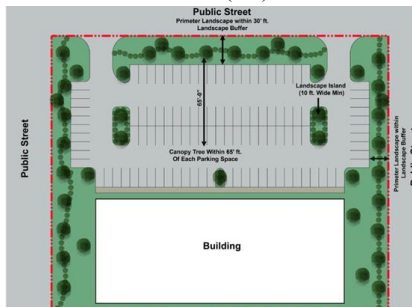 Public Street
Primeter Landscape within 30' ft.
Landscape Buffer
65'-0"
Landscape Island
(10 ft. Wide Min)
Canopy Tree Within 65' ft.
Of Each Parking Space
Public Street
Primeter Landscape within
Landscape Buffer
Building